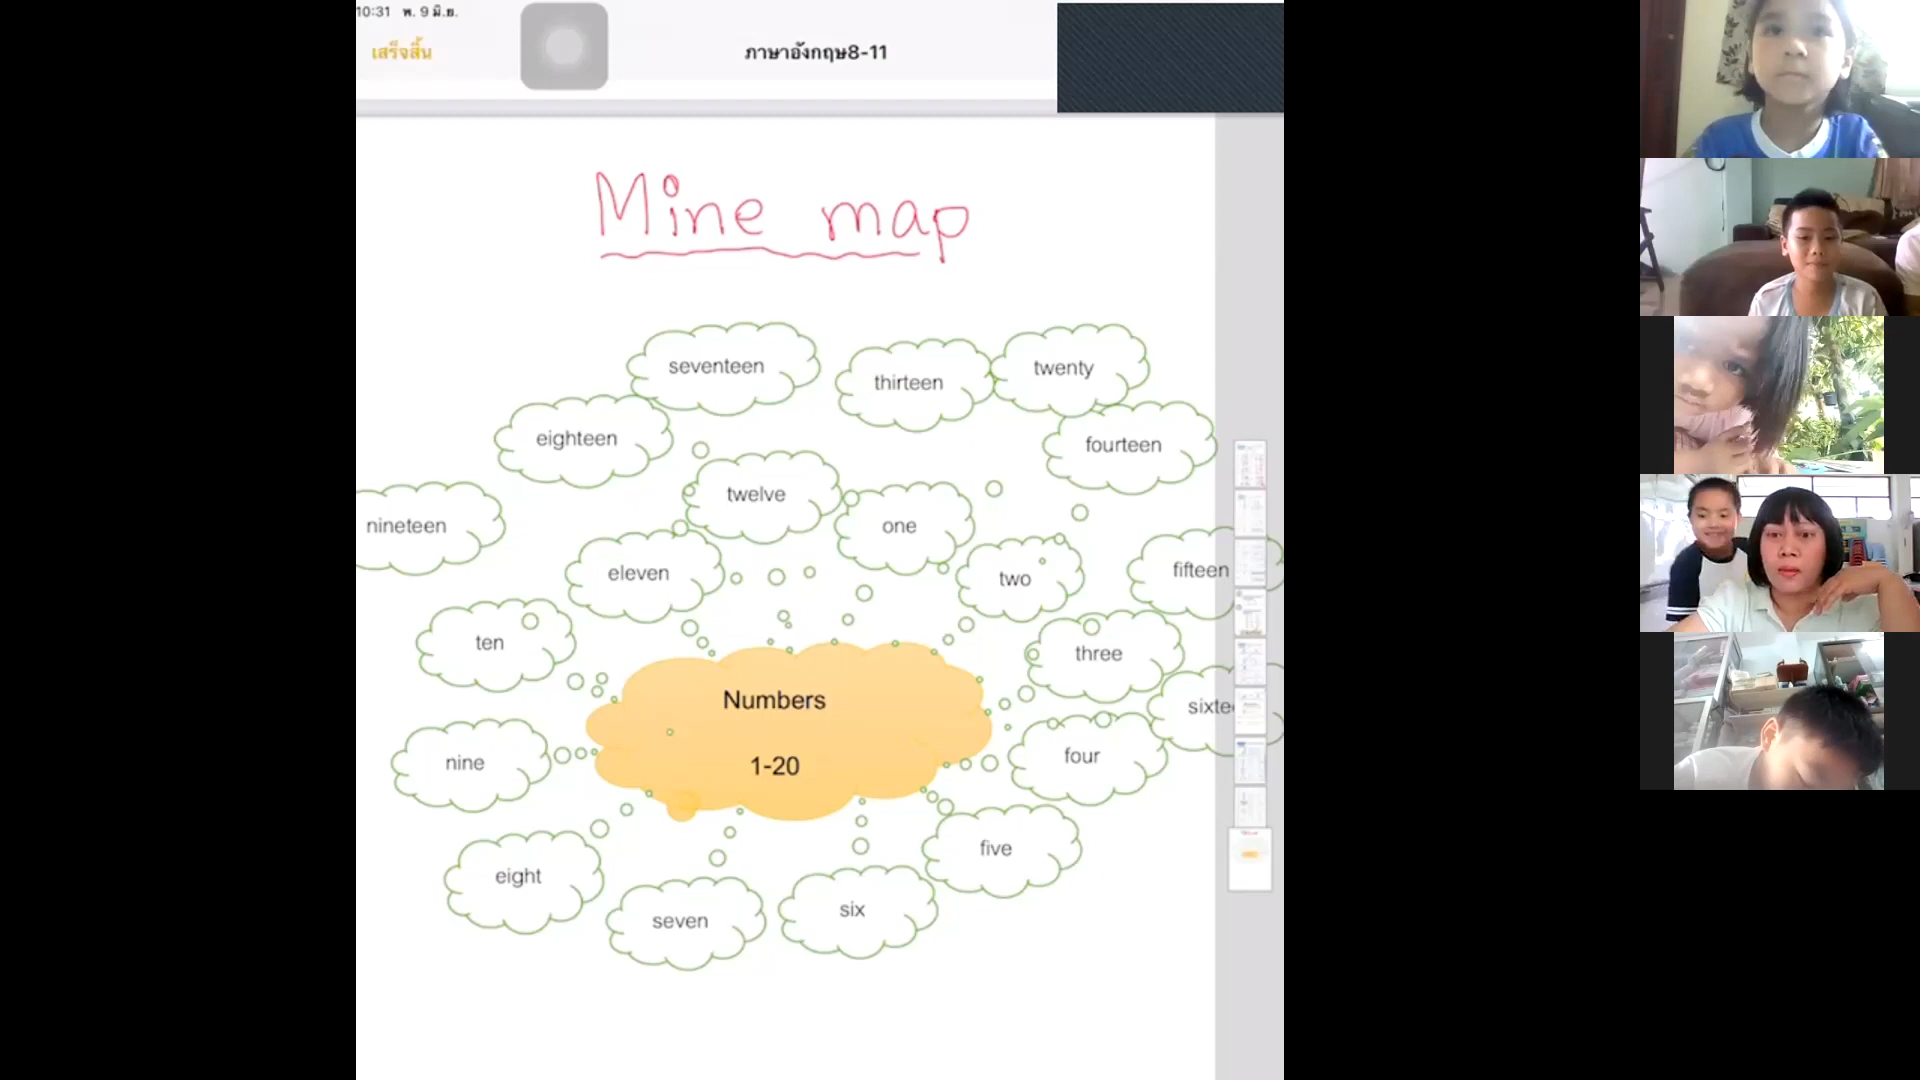 10:31 พ. 9 มิ.ย.
เสร็จสิ้น
ภาษาอังกฤษ8-11
Mine map
seventeen
thirteen
twenty
eighteen
fourteen
twelve
nineteen
one
eleven
two
fifteen
ten
three
Numbers
1-20
sixte
nine
four
five
eight
seven
six